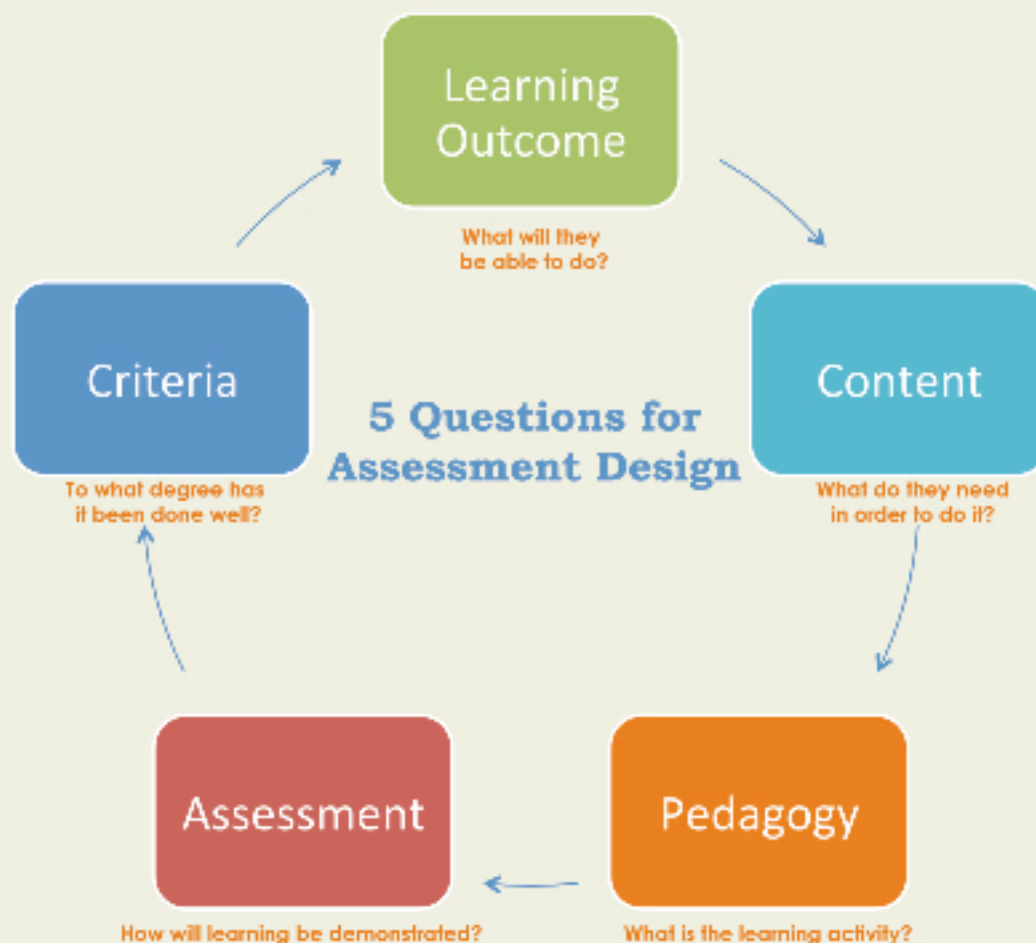 Learning
Outcome
What will they
be able to do?
Criteria
To what degree has
it been done well?
5 Questions for
Assessment Design
Content
What do they need
in order to do it?
Assessment
How will learning be demonstrated?
Pedagogy
What is the learning activity?